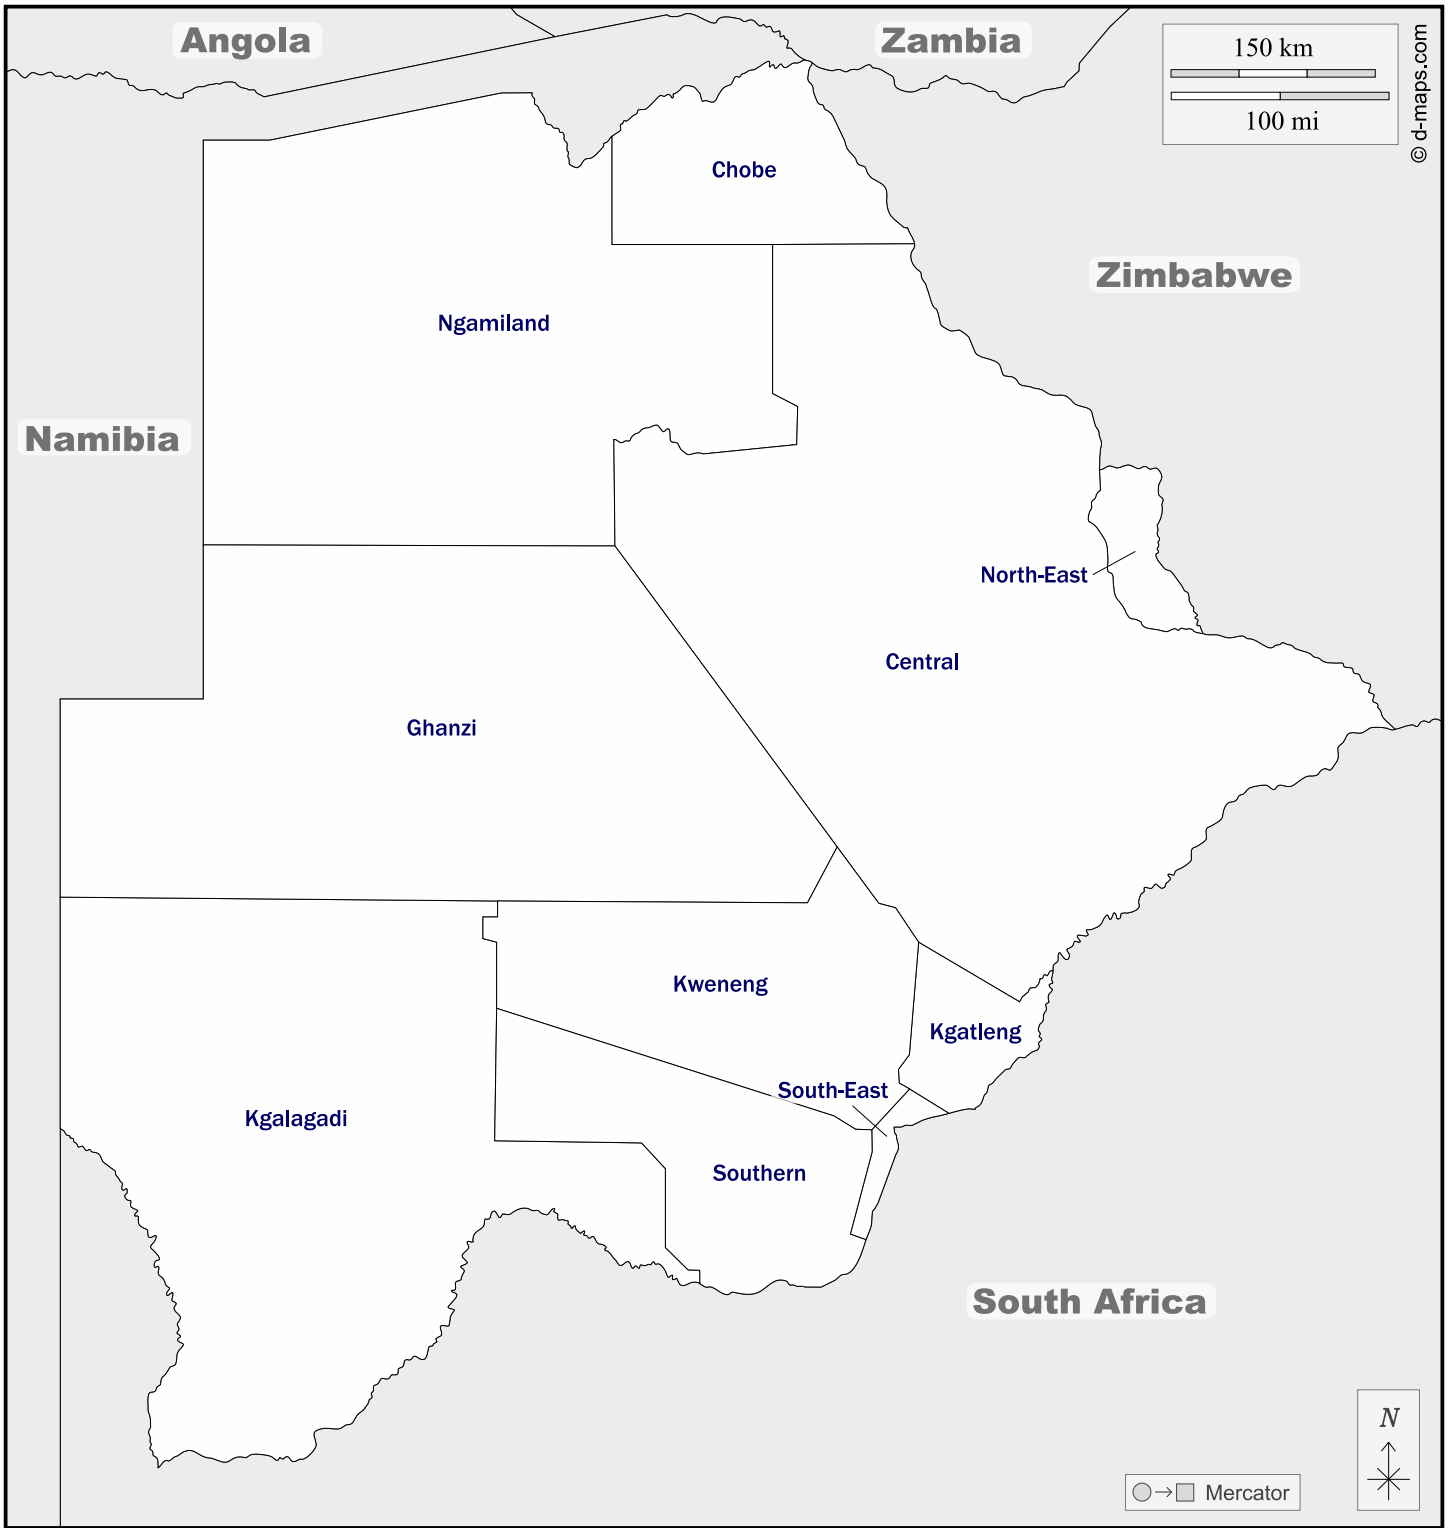 Angola
Zambia
150 km
100 mi
© d-maps.com
Chobe
Zimbabwe
Ngamiland
Namibia
North-East
Central
Ghanzi
Kweneng
Kgatleng
South-East
Kgalagadi
Southern
South Africa
N
Mercator